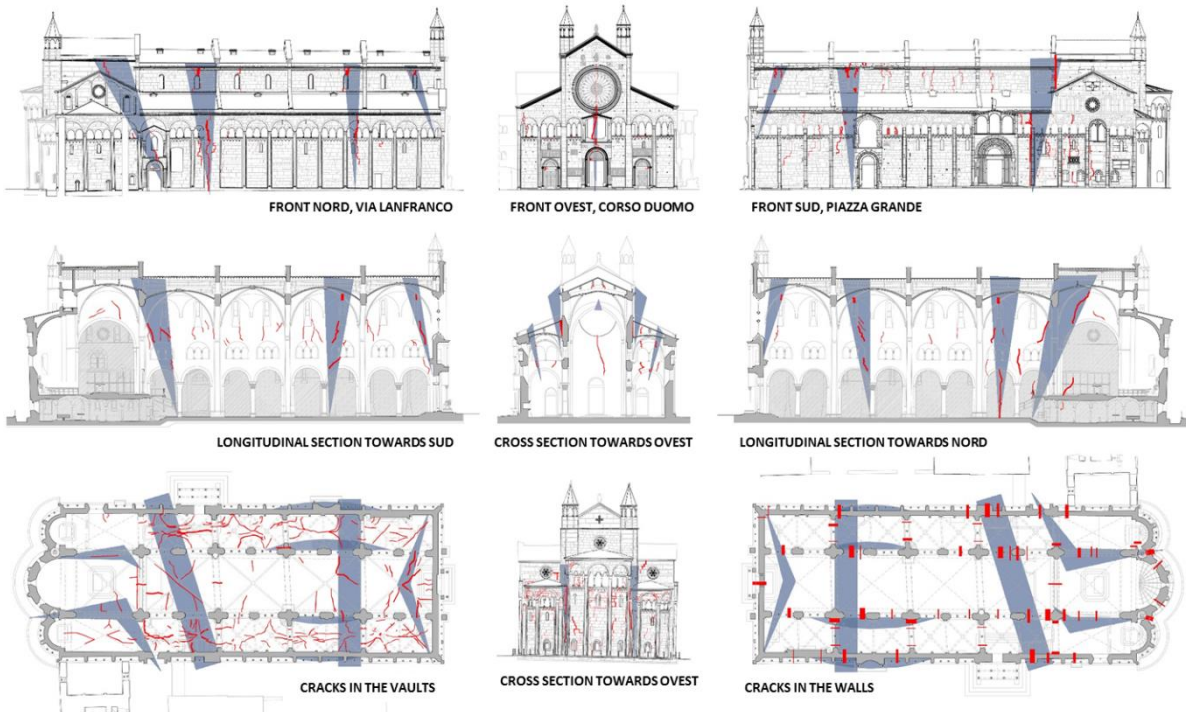 FRONT NORD, VIA LANFRANCO
FRONT OVEST, CORSO DUOMO
FRONT SUD, PIAZZA GRANDE
LONGITUDINAL SECTION TOWARDS SUD
CROSS SECTION TOWARDS OVEST
LONGITUDINAL SECTION TOWARDS NORD
CRACKS IN THE VAULTS
CROSS SECTION TOWARDS OVEST
CRACKS IN THE WALLS